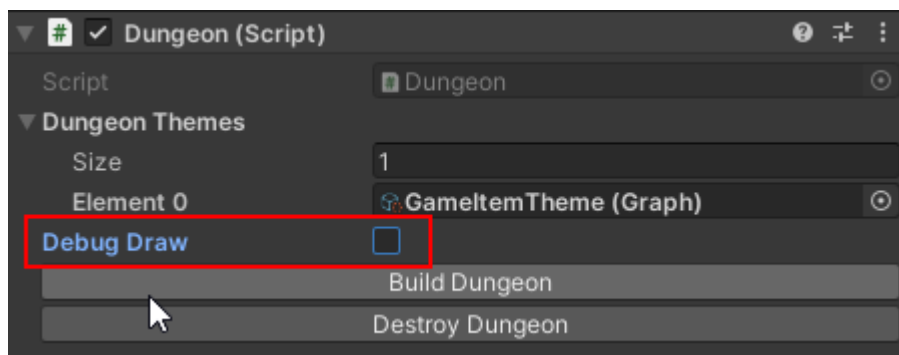 Dungeon (Script)
Script Dungeon
Dungeon Themes
Size 1
Element 0 GameItemTheme (Graph)
Debug Draw
Build Dungeon
Destroy Dungeon